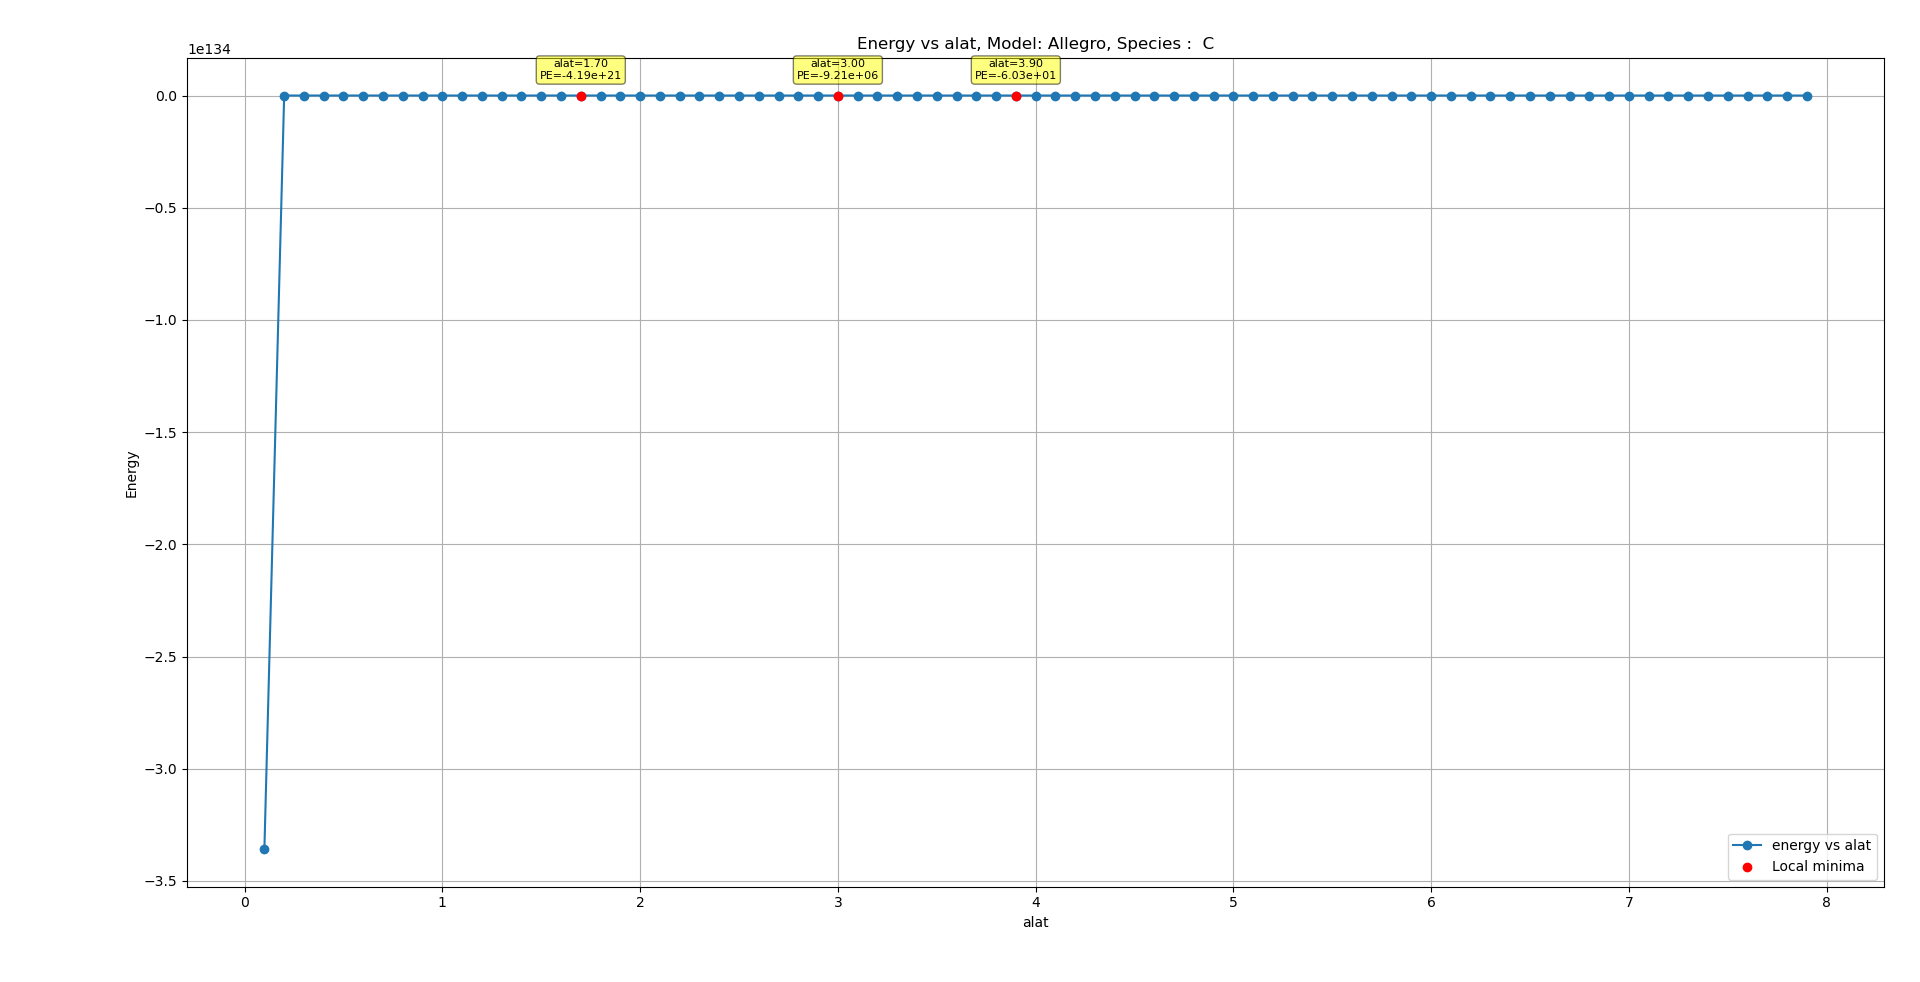 Energy vs alat, Model: Allegro, Species :  C
1e134
alat=1.70
PE=-4.19e+21
alat=3.00
PE=-9.21e+06
alat=3.90
PE=-6.03e+01
0.0
−0.5
−1.0
−1.5
−2.0
−2.5
−3.0
−3.5
Energy
0 1 2 3 4 5 6 7 8
alat
energy vs alat
Local minima